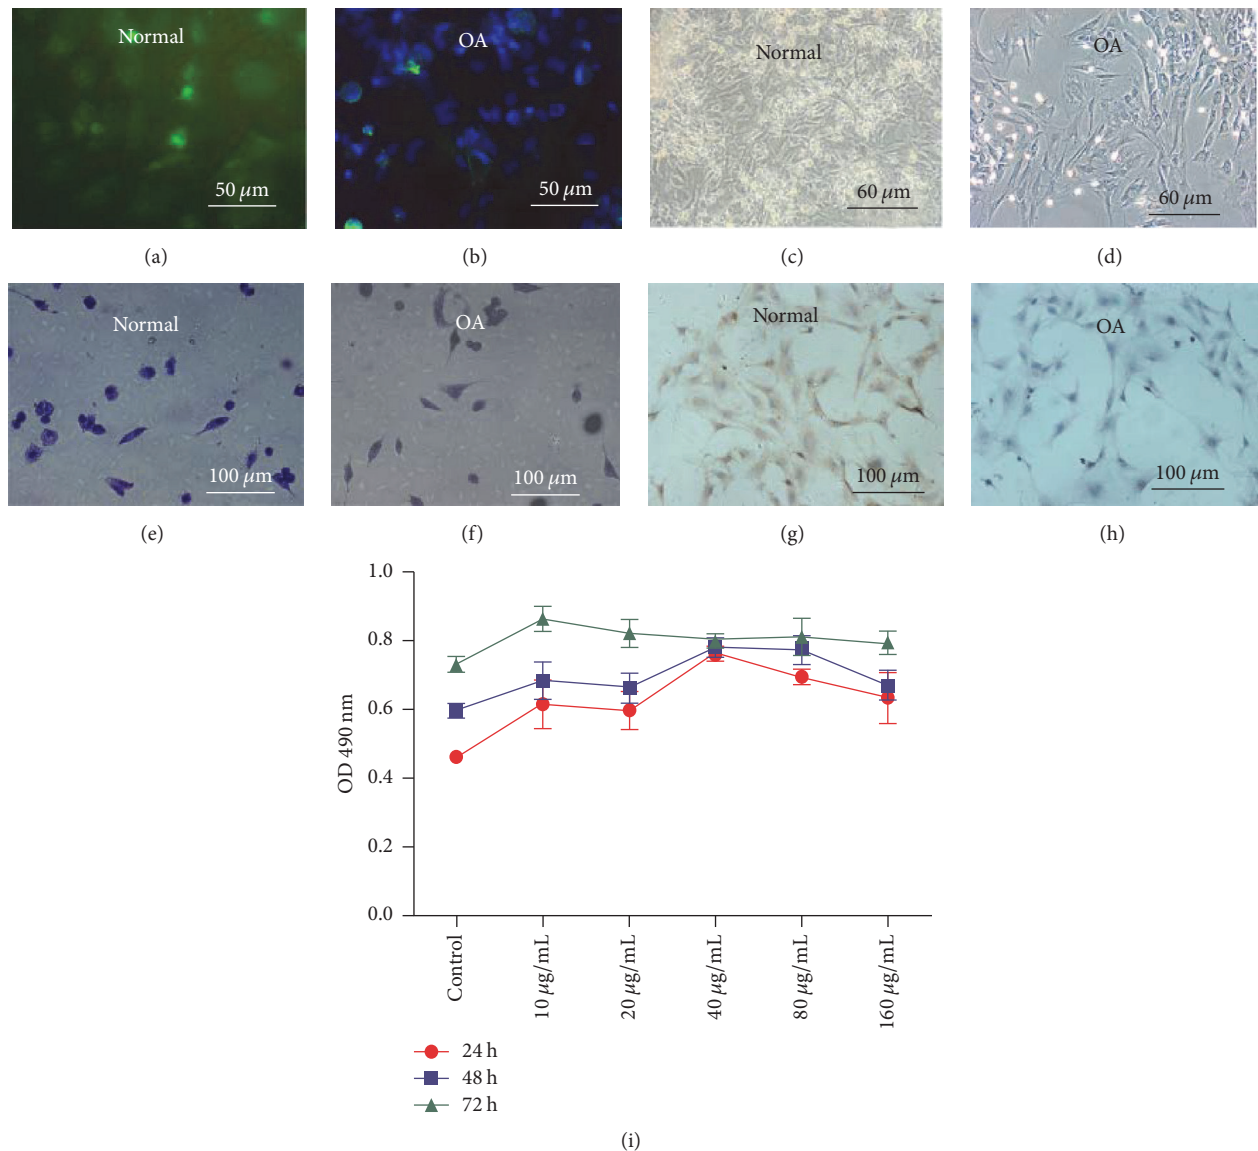 Normal
OA
Normal
OA
50 µm
50 µm
60 µm
60 µm
(a)
(b)
(c)
(d)
Normal
OA
Normal
OA
100 µm
100 µm
100 µm
100 µm
(e)
(f)
(g)
(h)
1.0
0.8
0.6
0.4
0.2
0.0
OD 490 nm
Control
10 µg/mL
20 µg/mL
40 µg/mL
80 µg/mL
160 µg/mL
24 h
48 h
72 h
(i)